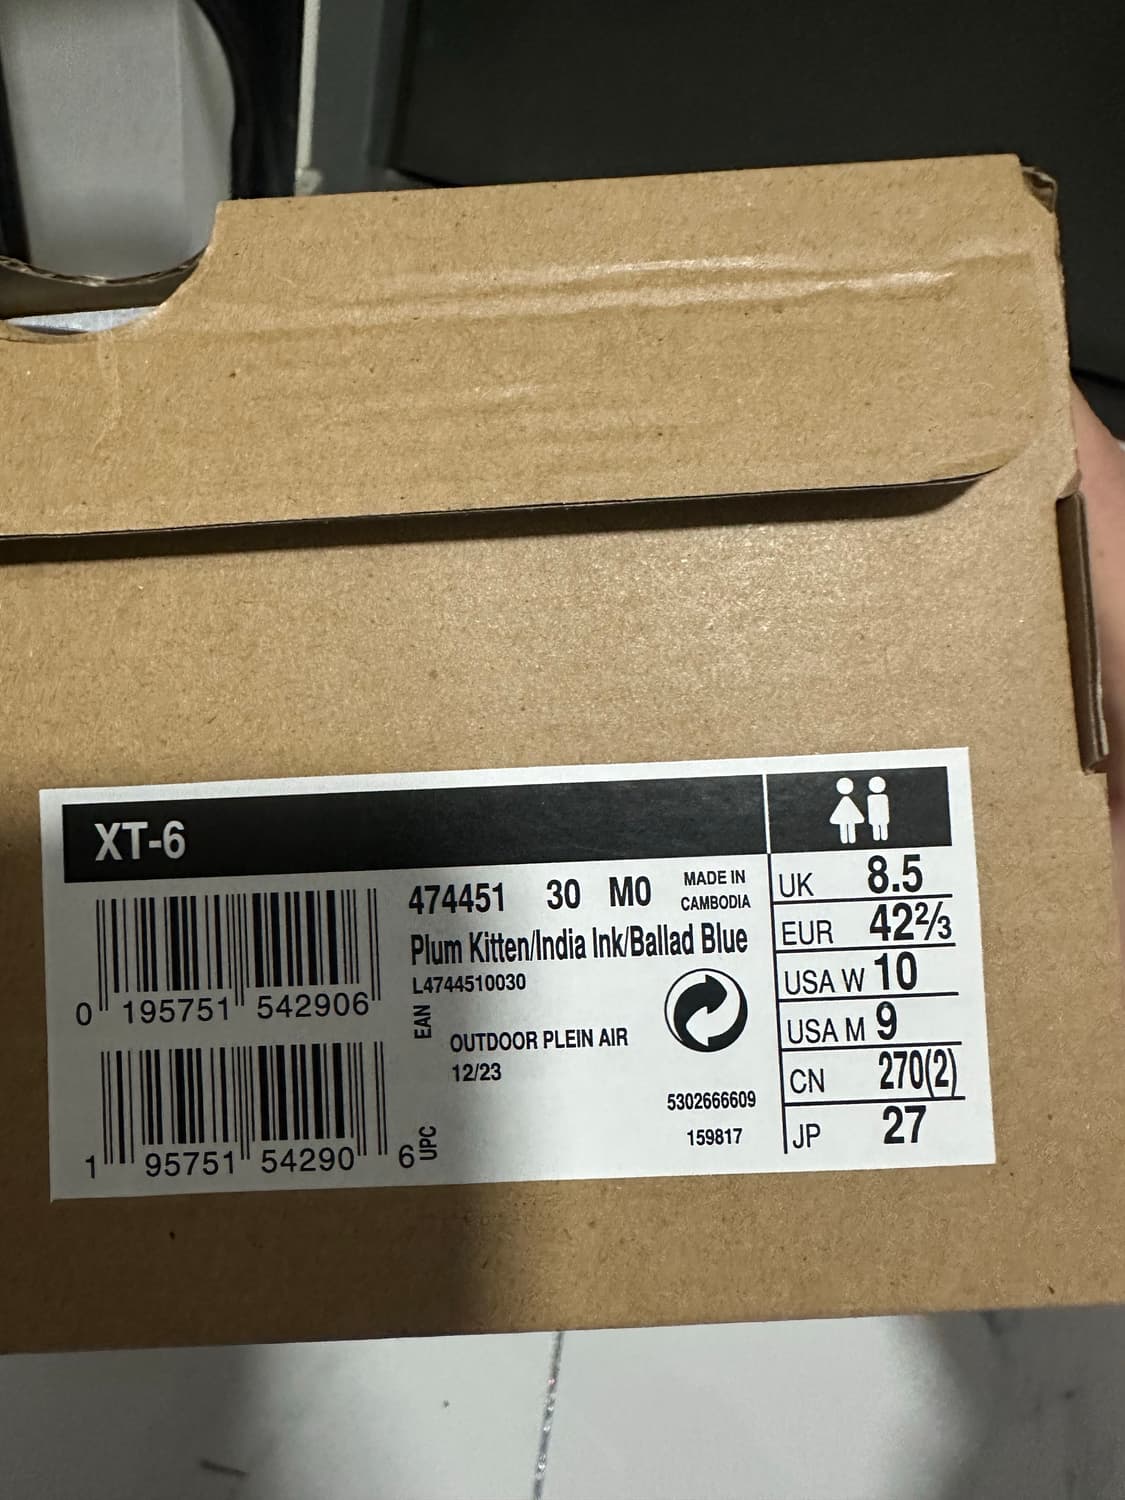 XT-6
0 195751 542906
EAN
1 95751 54290 6
UPC
474451 30 M0
MADE IN
CAMBODIA
Plum Kitten/India Ink/Ballad Blue
L4744510030
OUTDOOR PLEIN AIR
12/23
5302666609
159817
UK 8.5
EUR 42⅔
USA W 10
USA M 9
CN 270(2)
JP 27